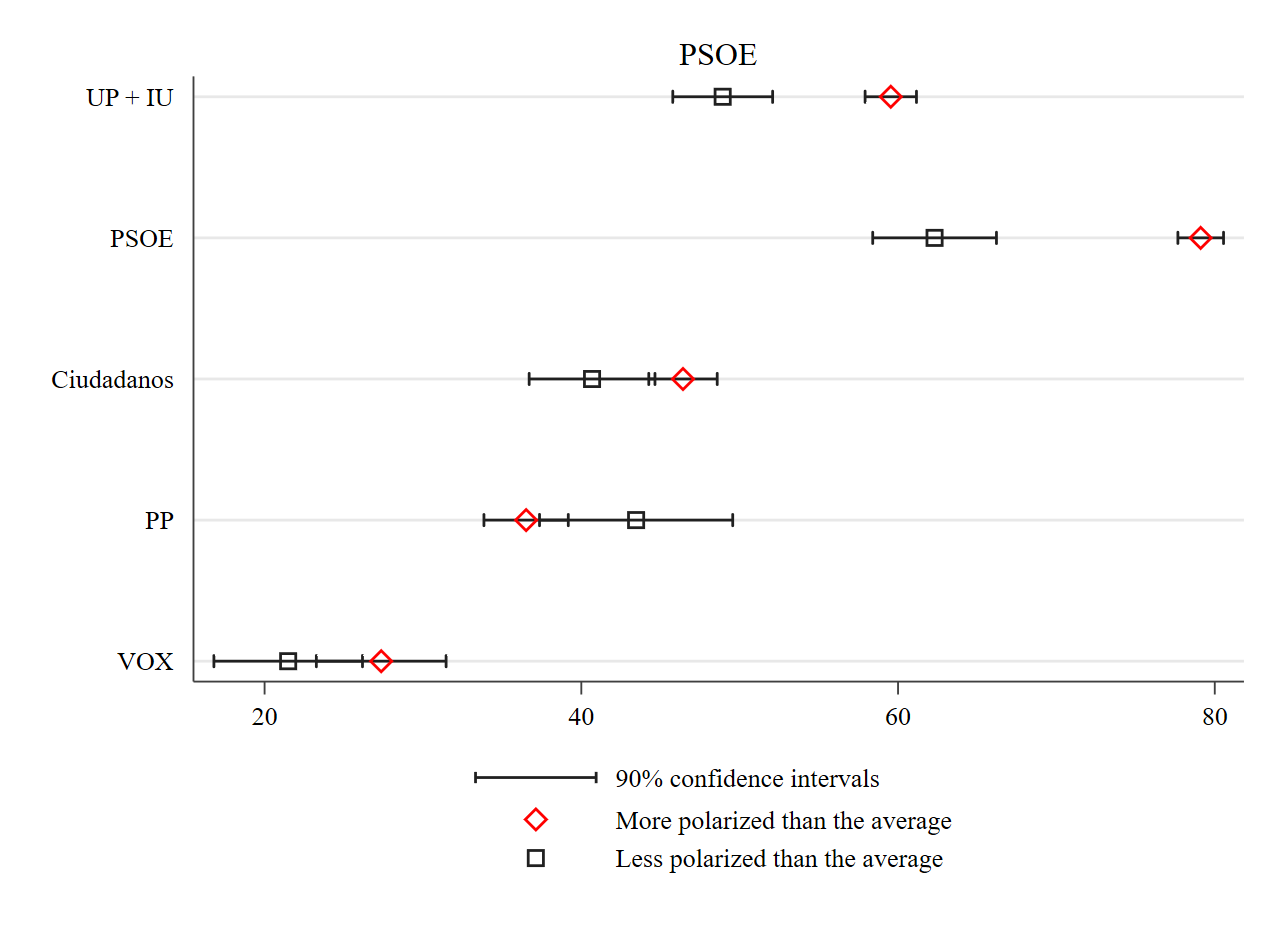 PSOE
UP + IU
PSOE
Ciudadanos
PP
VOX
20 40 60 80
90% confidence intervals
More polarized than the average
Less polarized than the average